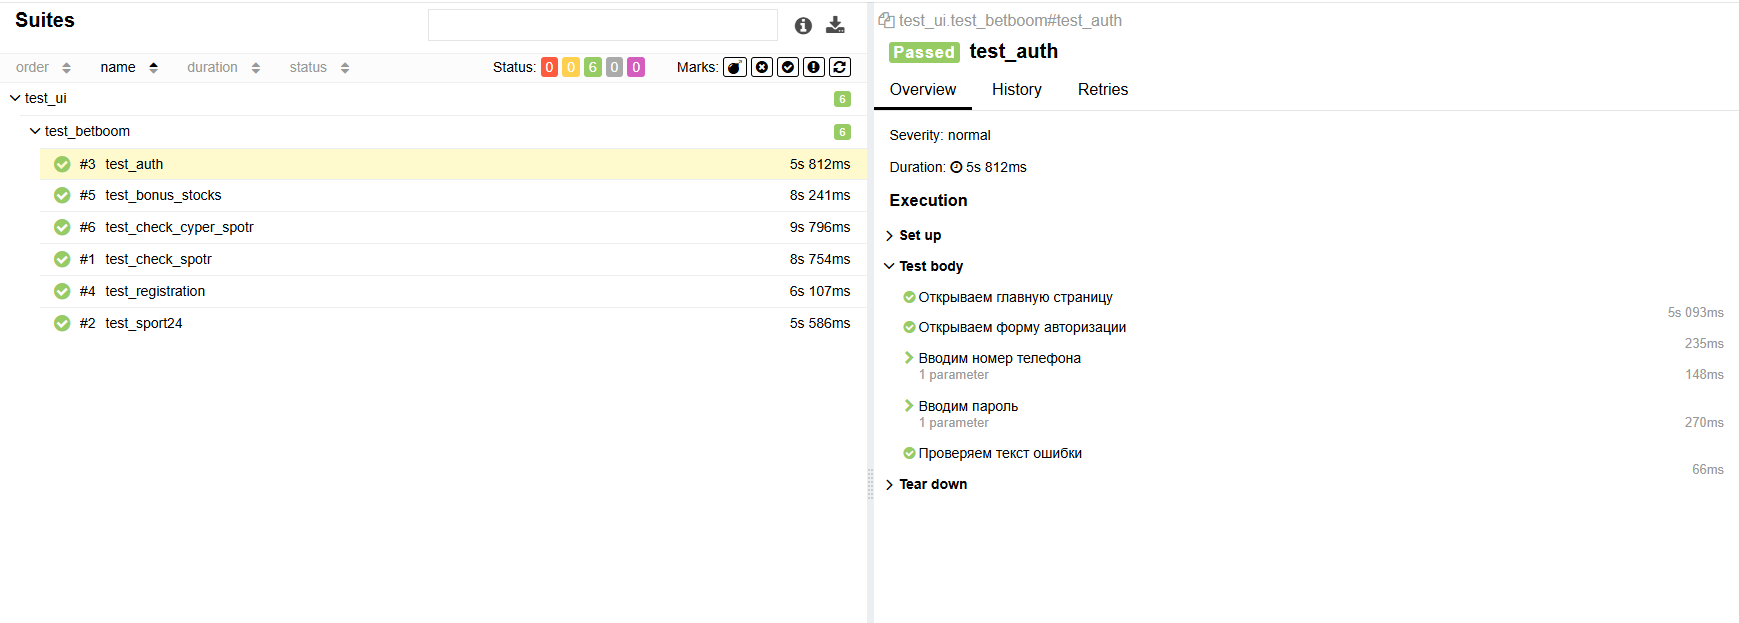 Suites
order name duration status Status: 0 0 6 0 0 Marks:
test_ui 6
test_betboom 6
#3 test_auth 5s 812ms
#5 test_bonus_stocks 8s 241ms
#6 test_check_cyper_spotr 9s 796ms
#1 test_check_spotr 8s 754ms
#4 test_registration 6s 107ms
#2 test_sport24 5s 586ms
test_ui.test_betboom#test_auth
Passed test_auth
Overview History Retries
Severity: normal
Duration: 5s 812ms
Execution
Set up
Test body
Открываем главную страницу
5s 093ms
Открываем форму авторизации
235ms
Вводим номер телефона
1 parameter 148ms
Вводим пароль
1 parameter 270ms
Проверяем текст ошибки
66ms
Tear down